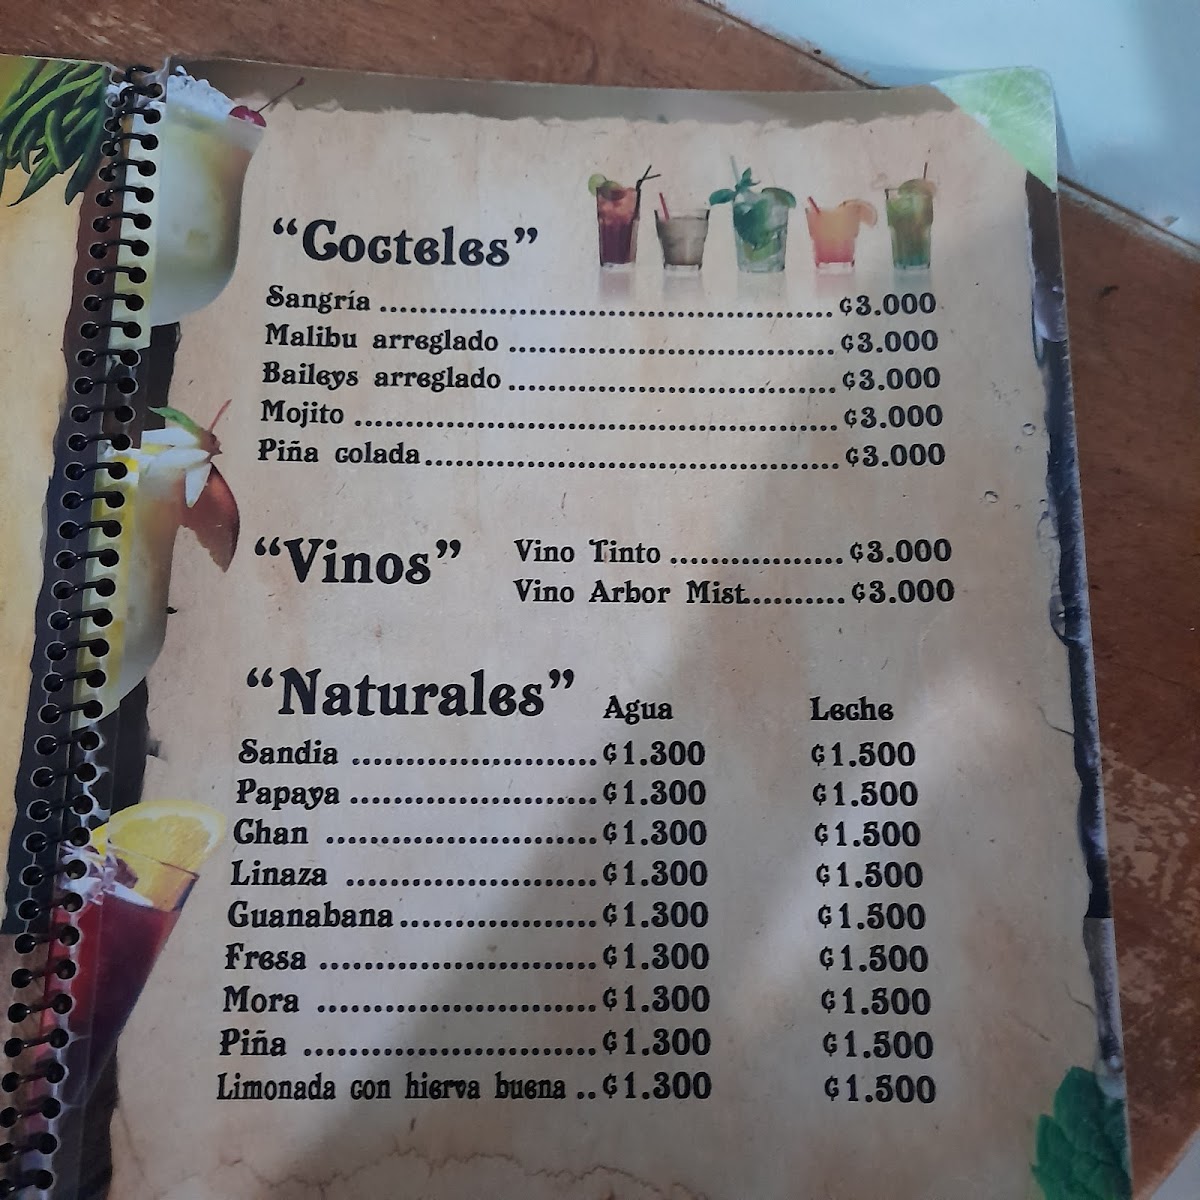 “Cocteles”
Sangría ................................................ ₡3.000
Malibu arreglado .................................. ₡3.000
Baileys arreglado .................................. ₡3.000
Mojito ................................................... ₡3.000
Piña colada............................................ ₡3.000
“Vinos”
Vino Tinto ................. ₡3.000
Vino Arbor Mist.......... ₡3.000
“Naturales” Agua Leche
Sandia .......................... ₡1.300 ₡1.500
Papaya .......................... ₡1.300 ₡1.500
Chan ............................ ₡1.300 ₡1.500
Linaza .......................... ₡1.300 ₡1.500
Guanabana..................... ₡1.300 ₡1.500
Fresa ............................. ₡1.300 ₡1.500
Mora ............................. ₡1.300 ₡1.500
Piña ............................... ₡1.300 ₡1.500
Limonada con hierva buena .. ₡1.300 ₡1.500